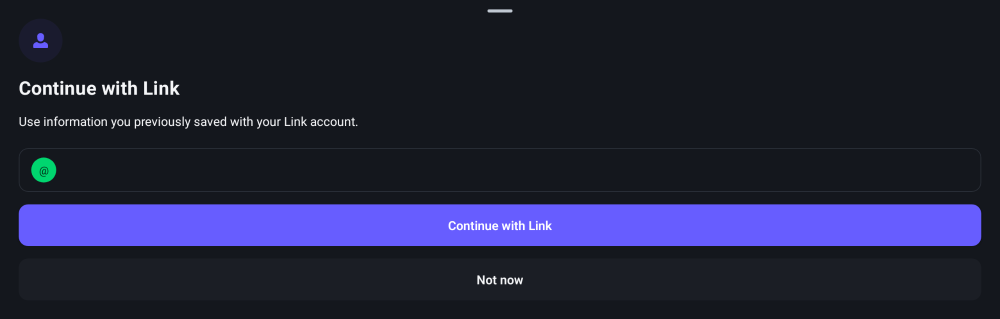 Continue with Link
Use information you previously saved with your Link account.
@
Continue with Link
Not now